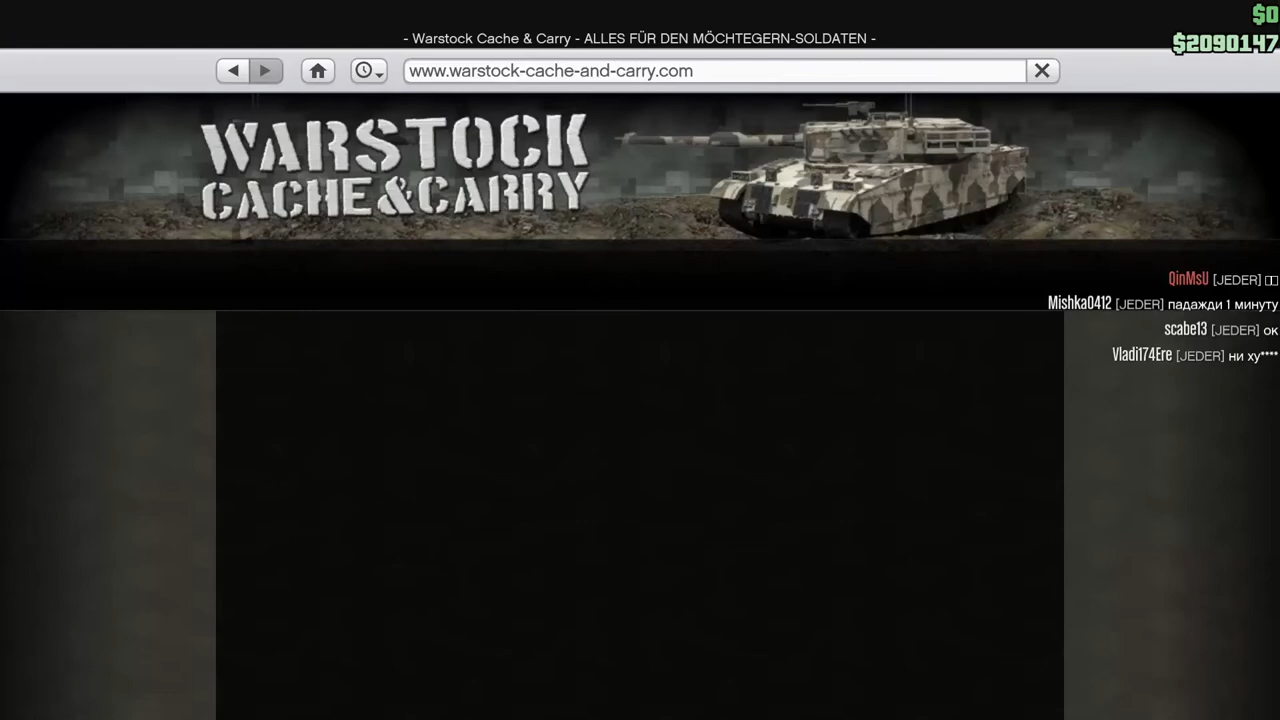 $0
- Warstock Cache & Carry - ALLES FÜR DEN MÖCHTEGERN-SOLDATEN -
$2090147
www.warstock-cache-and-carry.com
WARSTOCK
CACHE&CARRY
QinMsU [JEDER]
Mishka0412 [JEDER] падажди 1 минуту
scabe13 [JEDER] ок
Vladi174Ere [JEDER] ни ху****